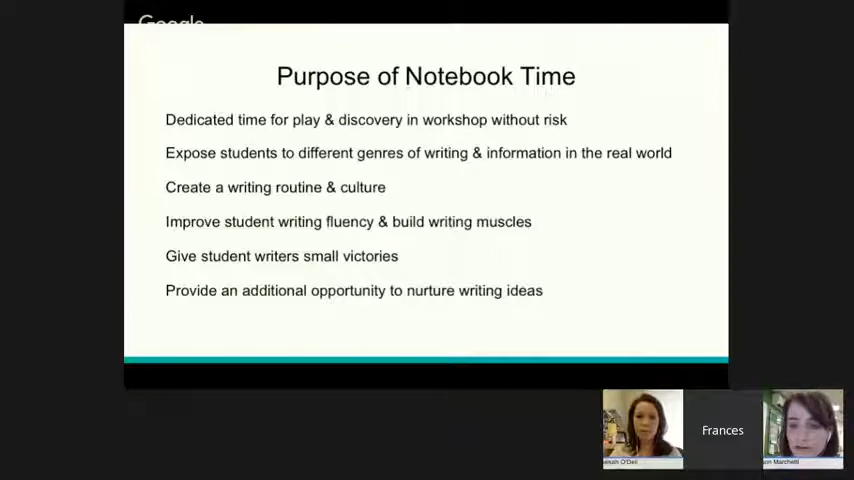 Google
Purpose of Notebook Time
Dedicated time for play & discovery in workshop without risk
Expose students to different genres of writing & information in the real world
Create a writing routine & culture
Improve student writing fluency & build writing muscles
Give student writers small victories
Provide an additional opportunity to nurture writing ideas
Frances
O'Dell
Marchetti